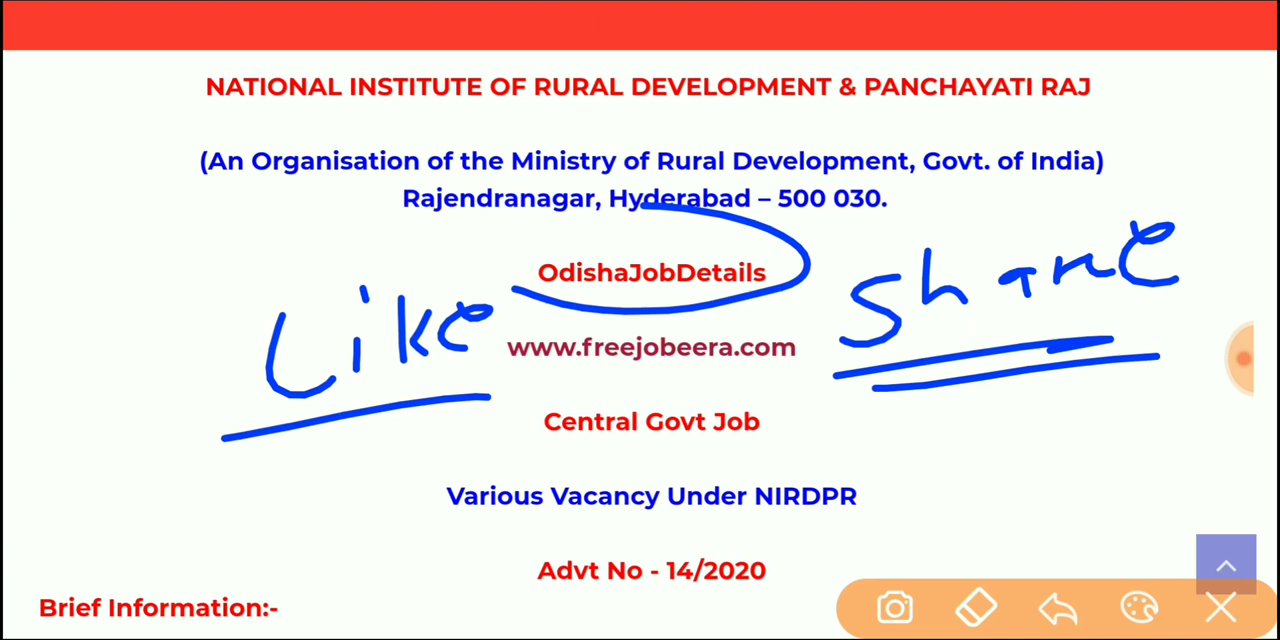 NATIONAL INSTITUTE OF RURAL DEVELOPMENT & PANCHAYATI RAJ
(An Organisation of the Ministry of Rural Development, Govt. of India)
Rajendranagar, Hyderabad – 500 030.
OdishaJobDetails
Like
Share
www.freejobeera.com
Central Govt Job
Various Vacancy Under NIRDPR
Advt No - 14/2020
Brief Information:-